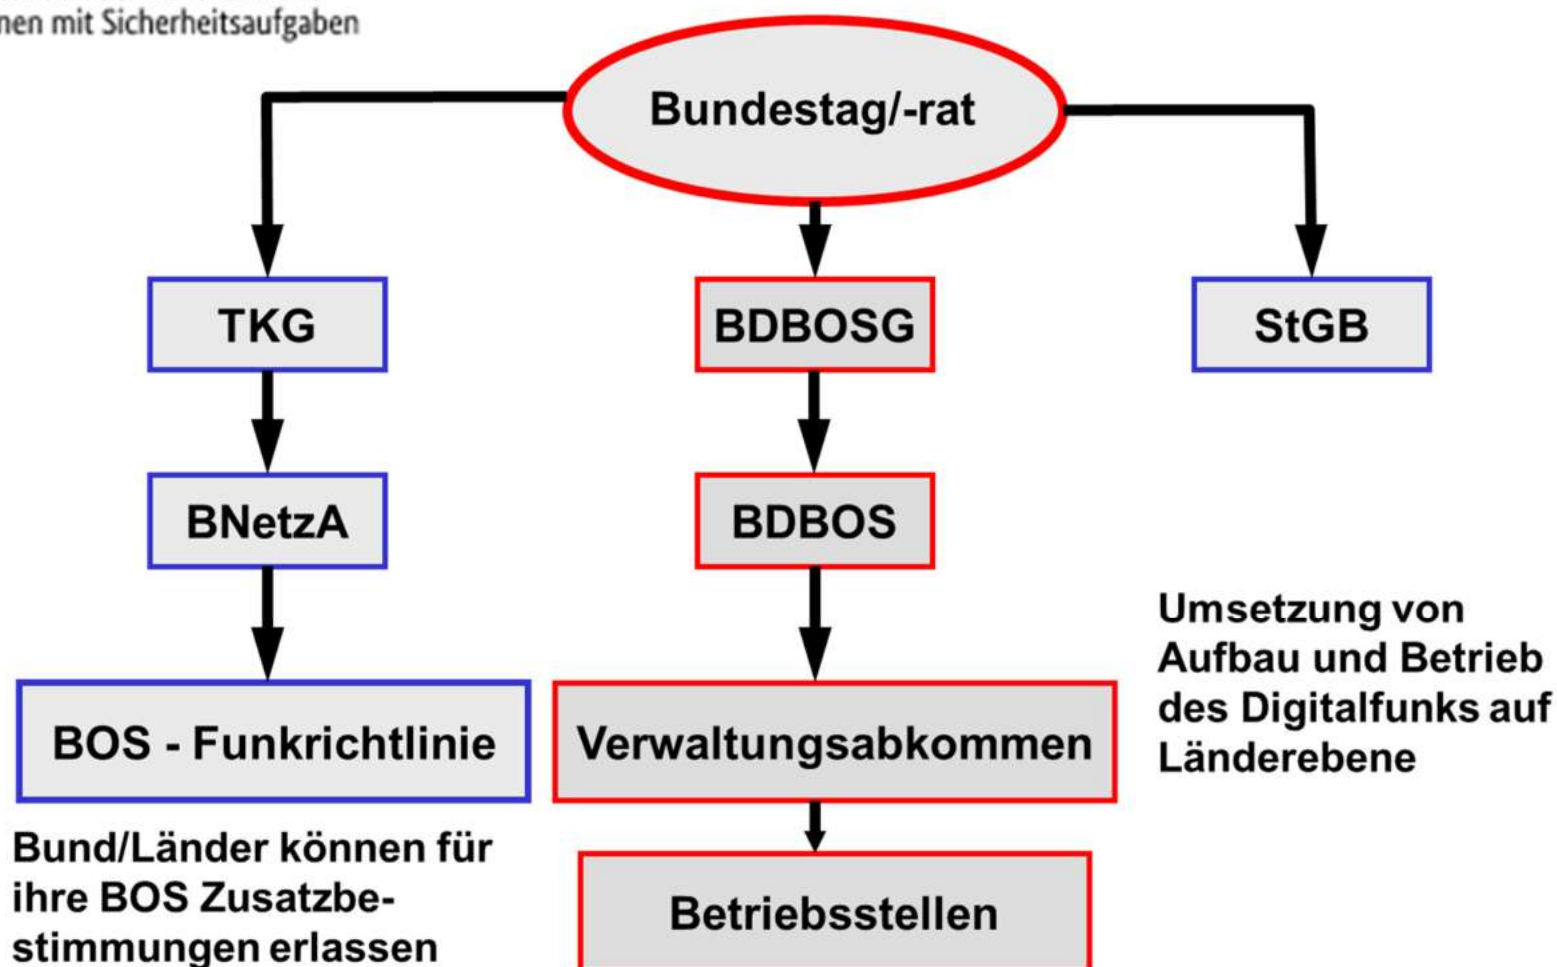 nen mit Sicherheitsaufgaben
Bundestag/-rat
TKG
BDBOSG
StGB
BNetzA
BDBOS
Umsetzung von
Aufbau und Betrieb
des Digitalfunks auf
Länderebene
BOS - Funkrichtlinie
Verwaltungsabkommen
Bund/Länder können für
ihre BOS Zusatzbe-
stimmungen erlassen
Betriebsstellen